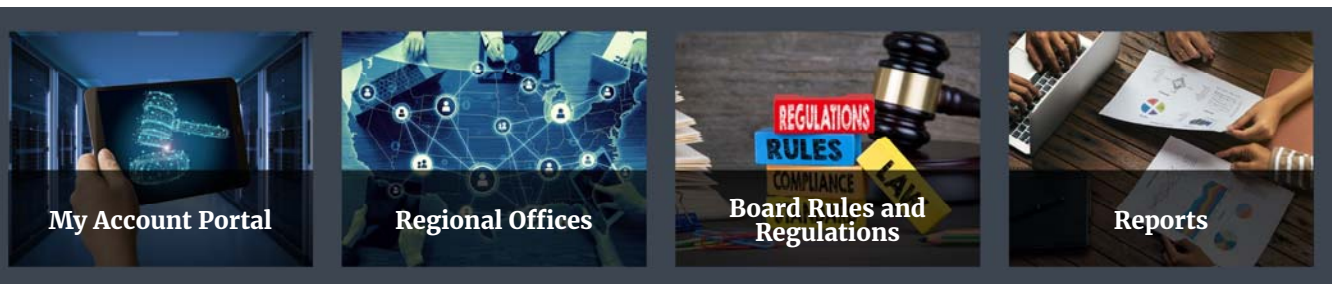 My Account Portal
Regional Offices
REGULATIONS
RULES
COMPLIANCE
LAW
Board Rules and
Regulations
Reports